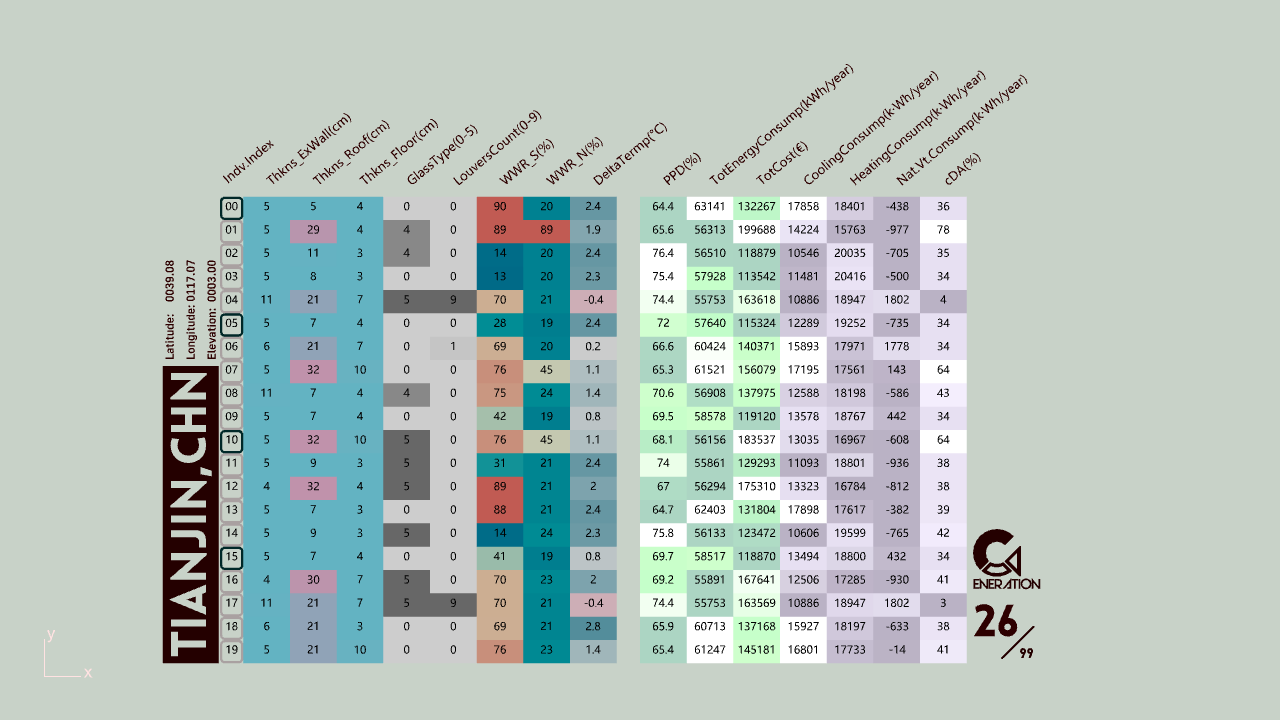 Indv.Index Thkns_ExWall(cm) Thkns_Roof(cm) Thkns_Floor(cm) GlassType(0-5) LouversCount(0-9) WWR_S(%) WWR_N(%) DeltaTermp(°C) PPD(%) TotEnergyConsump(kWh/year) TotCost(€) CoolingConsump(k·Wh/year) HeatingConsump(k·Wh/year) Nat.Vt.Consump(k·Wh/year) cDA(%)
00 5 5 4 0 0 90 20 2.4 64.4 63141 132267 17858 18401 -438 36
01 5 29 4 4 0 89 89 1.9 65.6 56313 199688 14224 15763 -977 78
02 5 11 3 4 0 14 20 2.4 76.4 56510 118879 10546 20035 -705 35
03 5 8 3 0 0 13 20 2.3 75.4 57928 113542 11481 20416 -500 34
04 11 21 7 5 9 70 21 -0.4 74.4 55753 163618 10886 18947 1802 4
05 5 7 4 0 0 28 19 2.4 72 57640 115324 12289 19252 -735 34
06 6 21 7 0 1 69 20 0.2 66.6 60424 140371 15893 17971 1778 34
07 5 32 10 0 0 76 45 1.1 65.3 61521 156079 17195 17561 143 64
08 11 7 4 4 0 75 24 1.4 70.6 56908 137975 12588 18198 -586 43
09 5 7 4 0 0 42 19 0.8 69.5 58578 119120 13578 18767 442 34
10 5 32 10 5 0 76 45 1.1 68.1 56156 183537 13035 16967 -608 64
11 5 9 3 5 0 31 21 2.4 74 55861 129293 11093 18801 -936 38
12 4 32 4 5 0 89 21 2 67 56294 175310 13323 16784 -812 38
13 5 7 3 0 0 88 21 2.4 64.7 62403 131804 17898 17617 -382 39
14 5 9 3 5 0 14 24 2.3 75.8 56133 123472 10606 19599 -765 42
15 5 7 4 0 0 41 19 0.8 69.7 58517 118870 13494 18800 432 34
16 4 30 7 5 0 70 23 2 69.2 55891 167641 12506 17285 -930 41
17 11 21 7 5 9 70 21 -0.4 74.4 55753 163569 10886 18947 1802 3
18 6 21 3 0 0 69 21 2.8 65.9 60713 137168 15927 18197 -633 38
19 5 21 10 0 0 76 23 1.4 65.4 61247 145181 16801 17733 -14 41
Latitude: 0039.08
Longitude: 0117.07
Elevation: 0003.00
TIANJIN,CHN
ENERATION
26/99
y
x